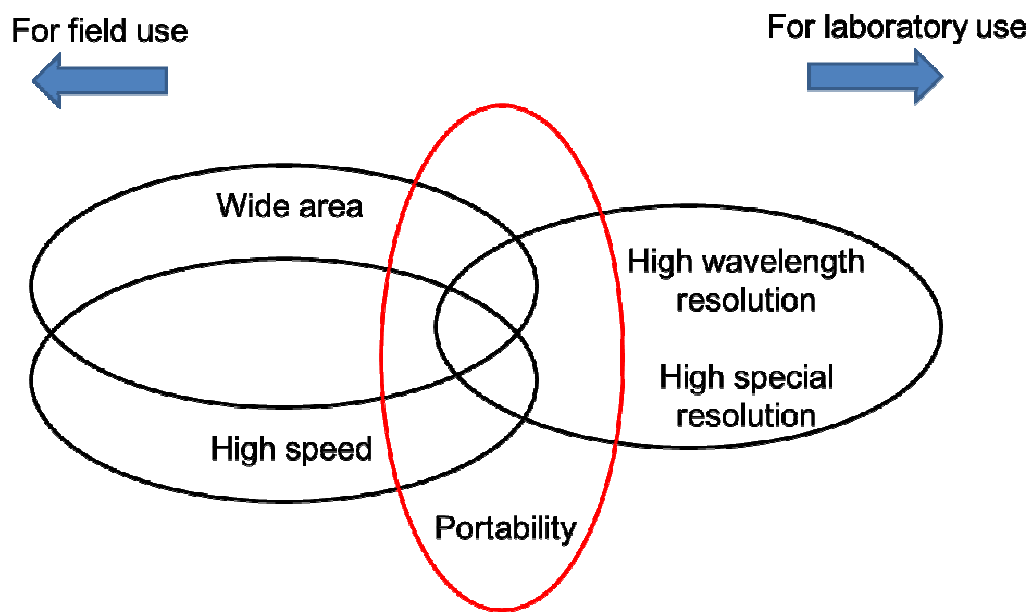 For field use
For laboratory use
Wide area
High wavelength
resolution
High special
resolution
High speed
Portability